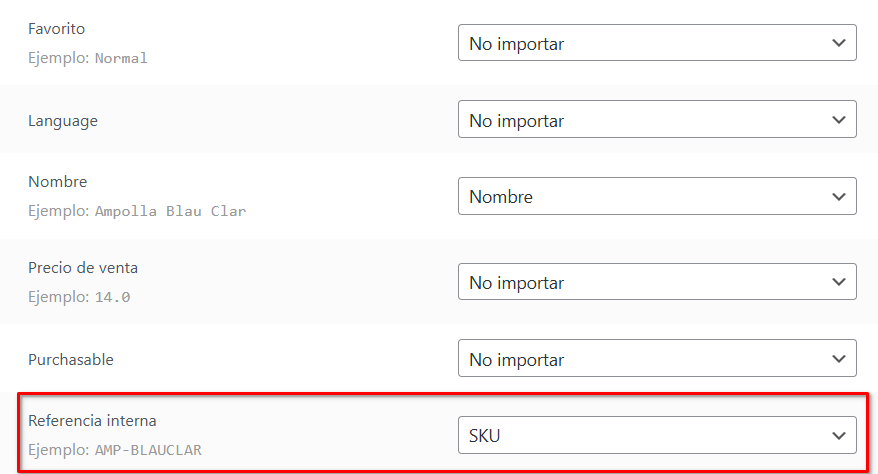 Favorito
No importar
Ejemplo: Normal
Language
No importar
Nombre
Nombre
Ejemplo: Ampolla Blau Clar
Precio de venta
No importar
Ejemplo: 14.0
Purchasable
No importar
Referencia interna
SKU
Ejemplo: AMP-BLAUCLAR